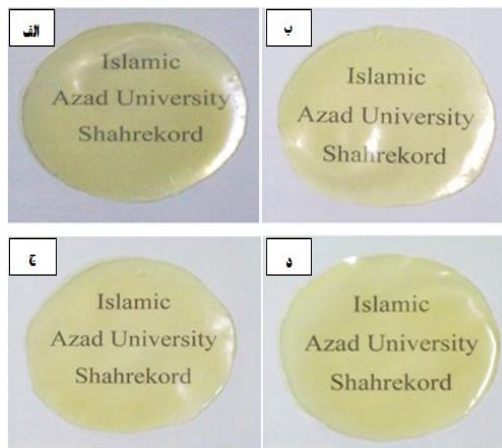 الف
Islamic
Azad University
Shahrekord
ب
Islamic
Azad University
Shahrekord
ج
Islamic
Azad University
Shahrekord
د
Islamic
Azad University
Shahrekord